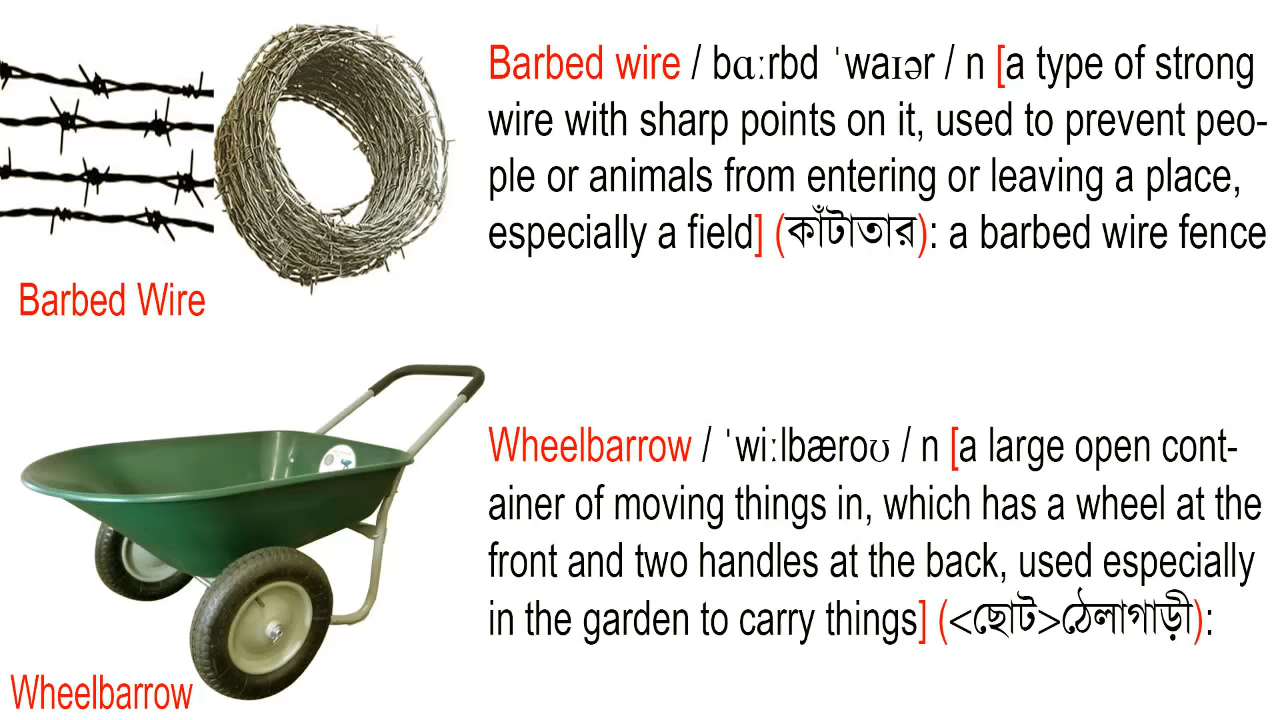 Barbed wire / bɑːrbd ˈwaɪər / n [a type of strong
wire with sharp points on it, used to prevent peo-
ple or animals from entering or leaving a place,
especially a field] (কাঁটাতার): a barbed wire fence
Barbed Wire
Wheelbarrow / ˈwiːlbæroʊ / n [a large open cont-
ainer of moving things in, which has a wheel at the
front and two handles at the back, used especially
in the garden to carry things] (<ছোট>ঠেলাগাড়ী):
Wheelbarrow